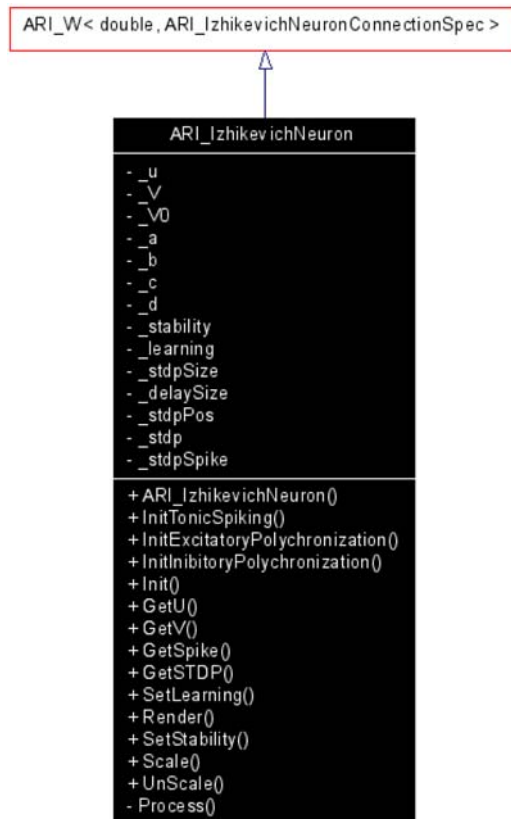 ARI_W< double, ARI_IzhikevichNeuronConnectionSpec >
ARI_IzhikevichNeuron
- _u
- _V
- _V0
- _a
- _b
- _c
- _d
- _stability
- _learning
- _stdpSize
- _delaySize
- _stdpPos
- _stdp
- _stdpSpike
+ ARI_IzhikevichNeuron()
+ InitTonicSpiking()
+ InitExcitatoryPolychronization()
+ InitInibitoryPolychronization()
+ Init()
+ GetU()
+ GetV()
+ GetSpike()
+ GetSTDP()
+ SetLearning()
+ Render()
+ SetStability()
+ Scale()
+ UnScale()
- Process()